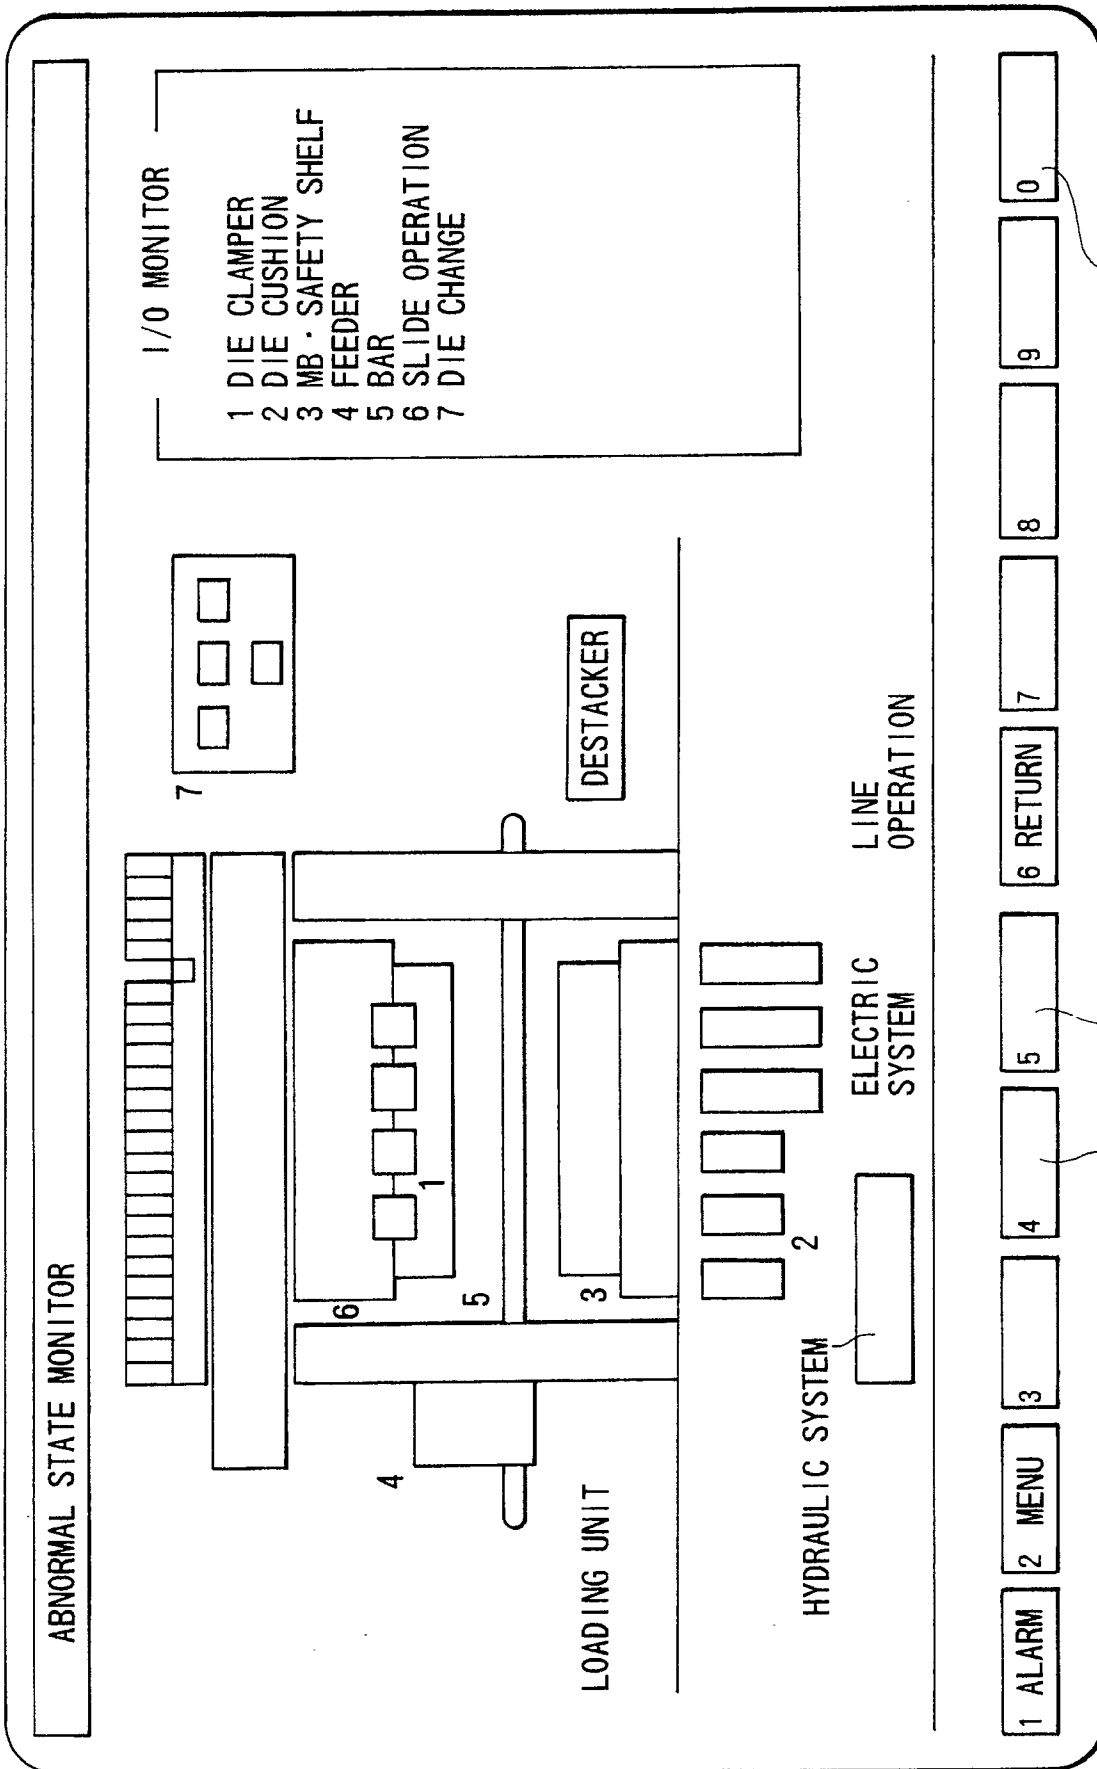 ABNORMAL STATE MONITOR
I/O MONITOR
1 DIE CLAMPER
2 DIE CUSHION
3 MB·SAFETY SHELF
4 FEEDER
5 BAR
6 SLIDE OPERATION
7 DIE CHANGE
7
6
1
4
5
3
LOADING UNIT
DESTACKER
2
HYDRAULIC SYSTEM
ELECTRIC
SYSTEM
LINE
OPERATION
1 ALARM
2 MENU
3
4
5
6 RETURN
7
8
9
0